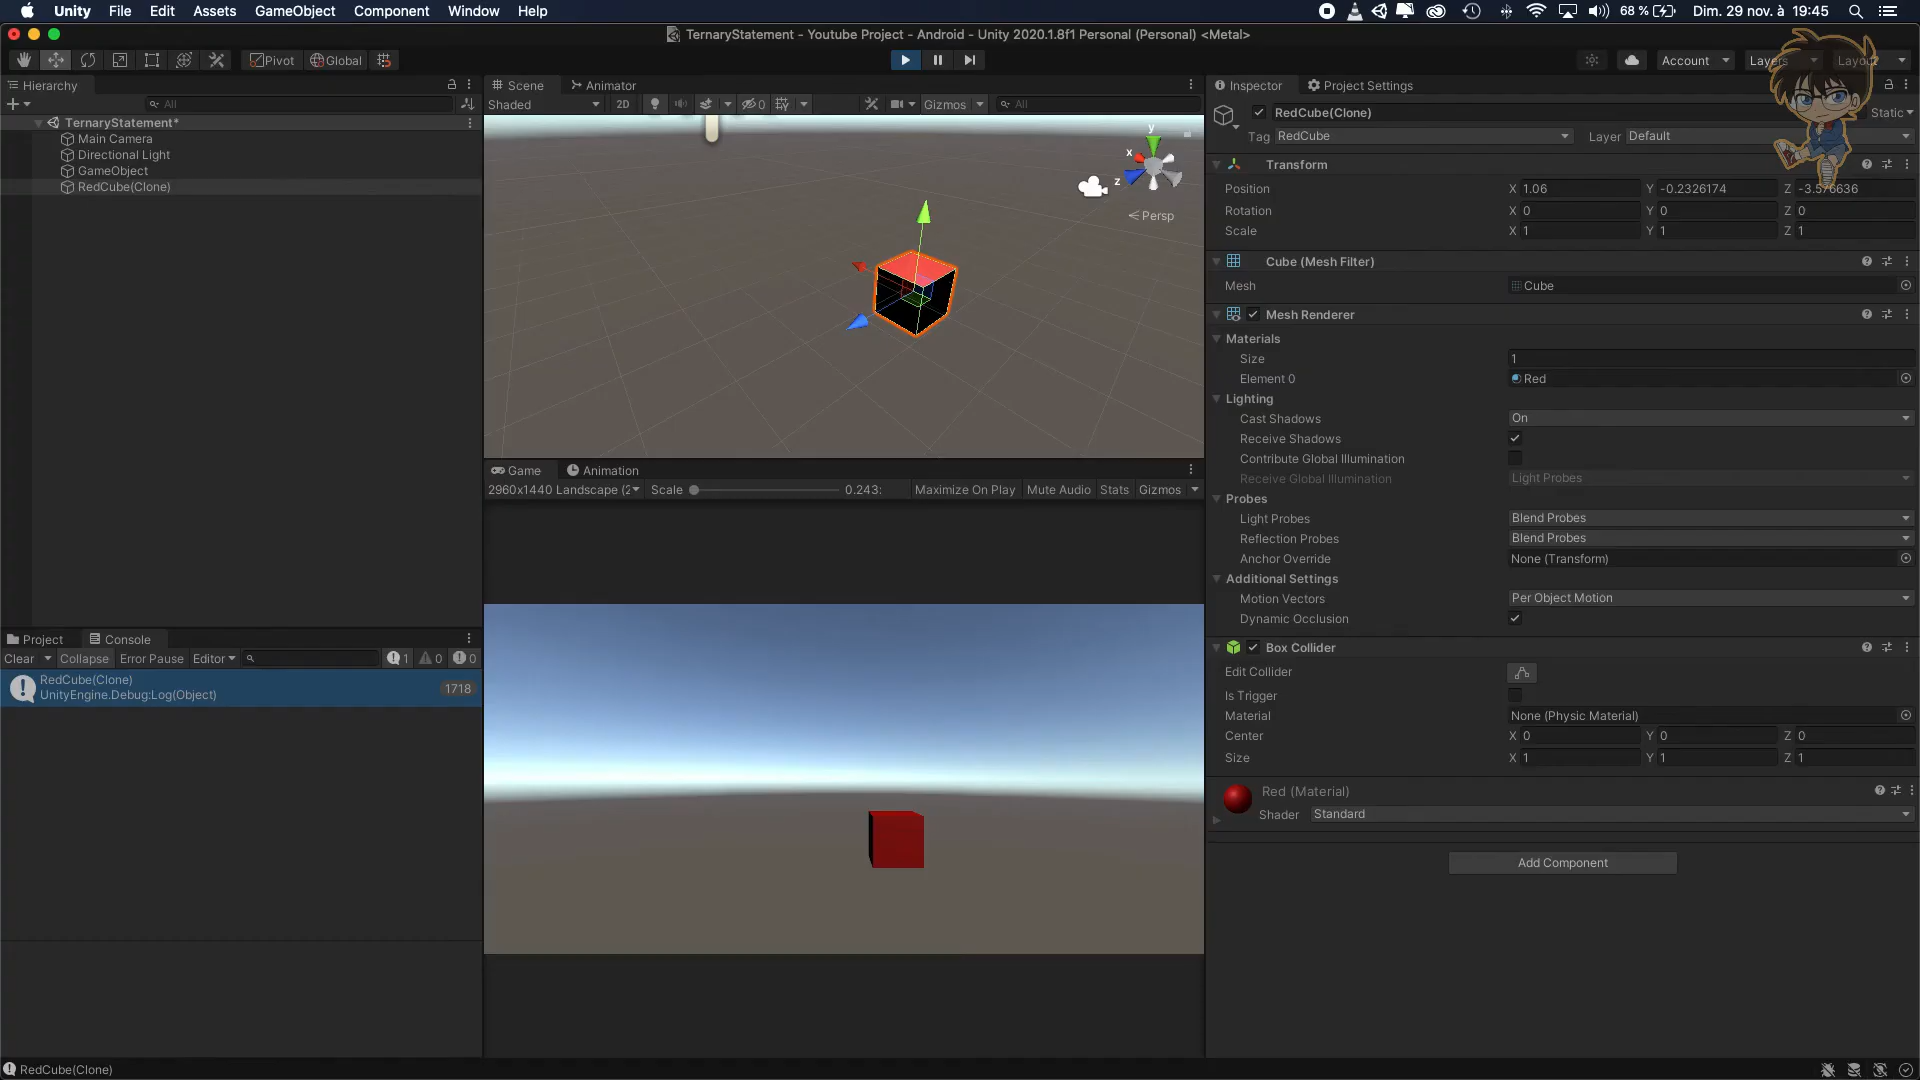 Unity File Edit Assets GameObject Component Window Help 68 % Dim. 29 nov. à 19:45
TernaryStatement - Youtube Project - Android - Unity 2020.1.8f1 Personal (Personal) <Metal>
Pivot Global Account Layers Layout
Hierarchy
All
TernaryStatement*
Main Camera
Directional Light
GameObject
RedCube(Clone)
Scene Animator
Shaded 2D 0 Gizmos All
y
x
z
Persp
Game Animation
2960x1440 Landscape (2 Scale 0.243: Maximize On Play Mute Audio Stats Gizmos
Project Console
Clear Collapse Error Pause Editor 1 0 0
RedCube(Clone)
UnityEngine.Debug:Log(Object)
1718
RedCube(Clone)
Inspector Project Settings
RedCube(Clone) Static
Tag RedCube Layer Default
Transform
Position X 1.06 Y -0.2326174 Z -3.576636
Rotation X 0 Y 0 Z 0
Scale X 1 Y 1 Z 1
Cube (Mesh Filter)
Mesh Cube
Mesh Renderer
Materials
Size 1
Element 0 Red
Lighting
Cast Shadows On
Receive Shadows
Contribute Global Illumination
Receive Global Illumination Light Probes
Probes
Light Probes Blend Probes
Reflection Probes Blend Probes
Anchor Override None (Transform)
Additional Settings
Motion Vectors Per Object Motion
Dynamic Occlusion
Box Collider
Edit Collider
Is Trigger
Material None (Physic Material)
Center X 0 Y 0 Z 0
Size X 1 Y 1 Z 1
Red (Material)
Shader Standard
Add Component